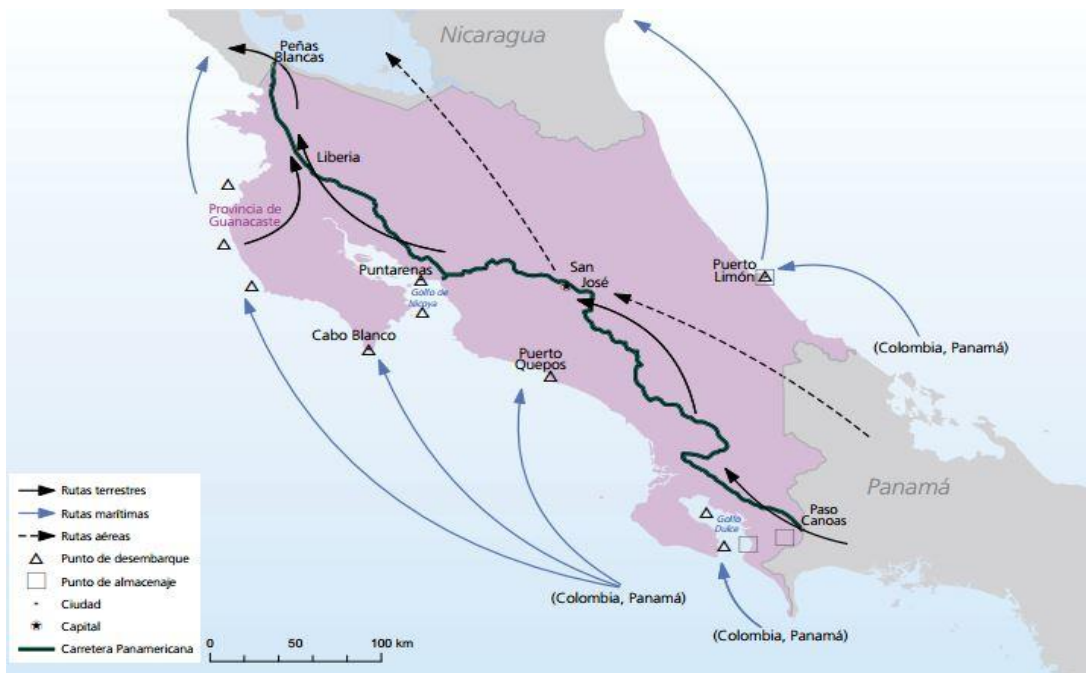 Nicaragua
Peñas
Blancas
Liberia
Provincia de
Guanacaste
Puntarenas
Golfo de
Nicoya
San
José
Puerto
Limón
Cabo Blanco
Puerto
Quepos
(Colombia, Panamá)
Panamá
Paso
Canoas
Golfo
Dulce
(Colombia, Panamá)
(Colombia, Panamá)
Rutas terrestres
Rutas marítimas
Rutas aéreas
Punto de desembarque
Punto de almacenaje
Ciudad
Capital
Carretera Panamericana
0 50 100 km